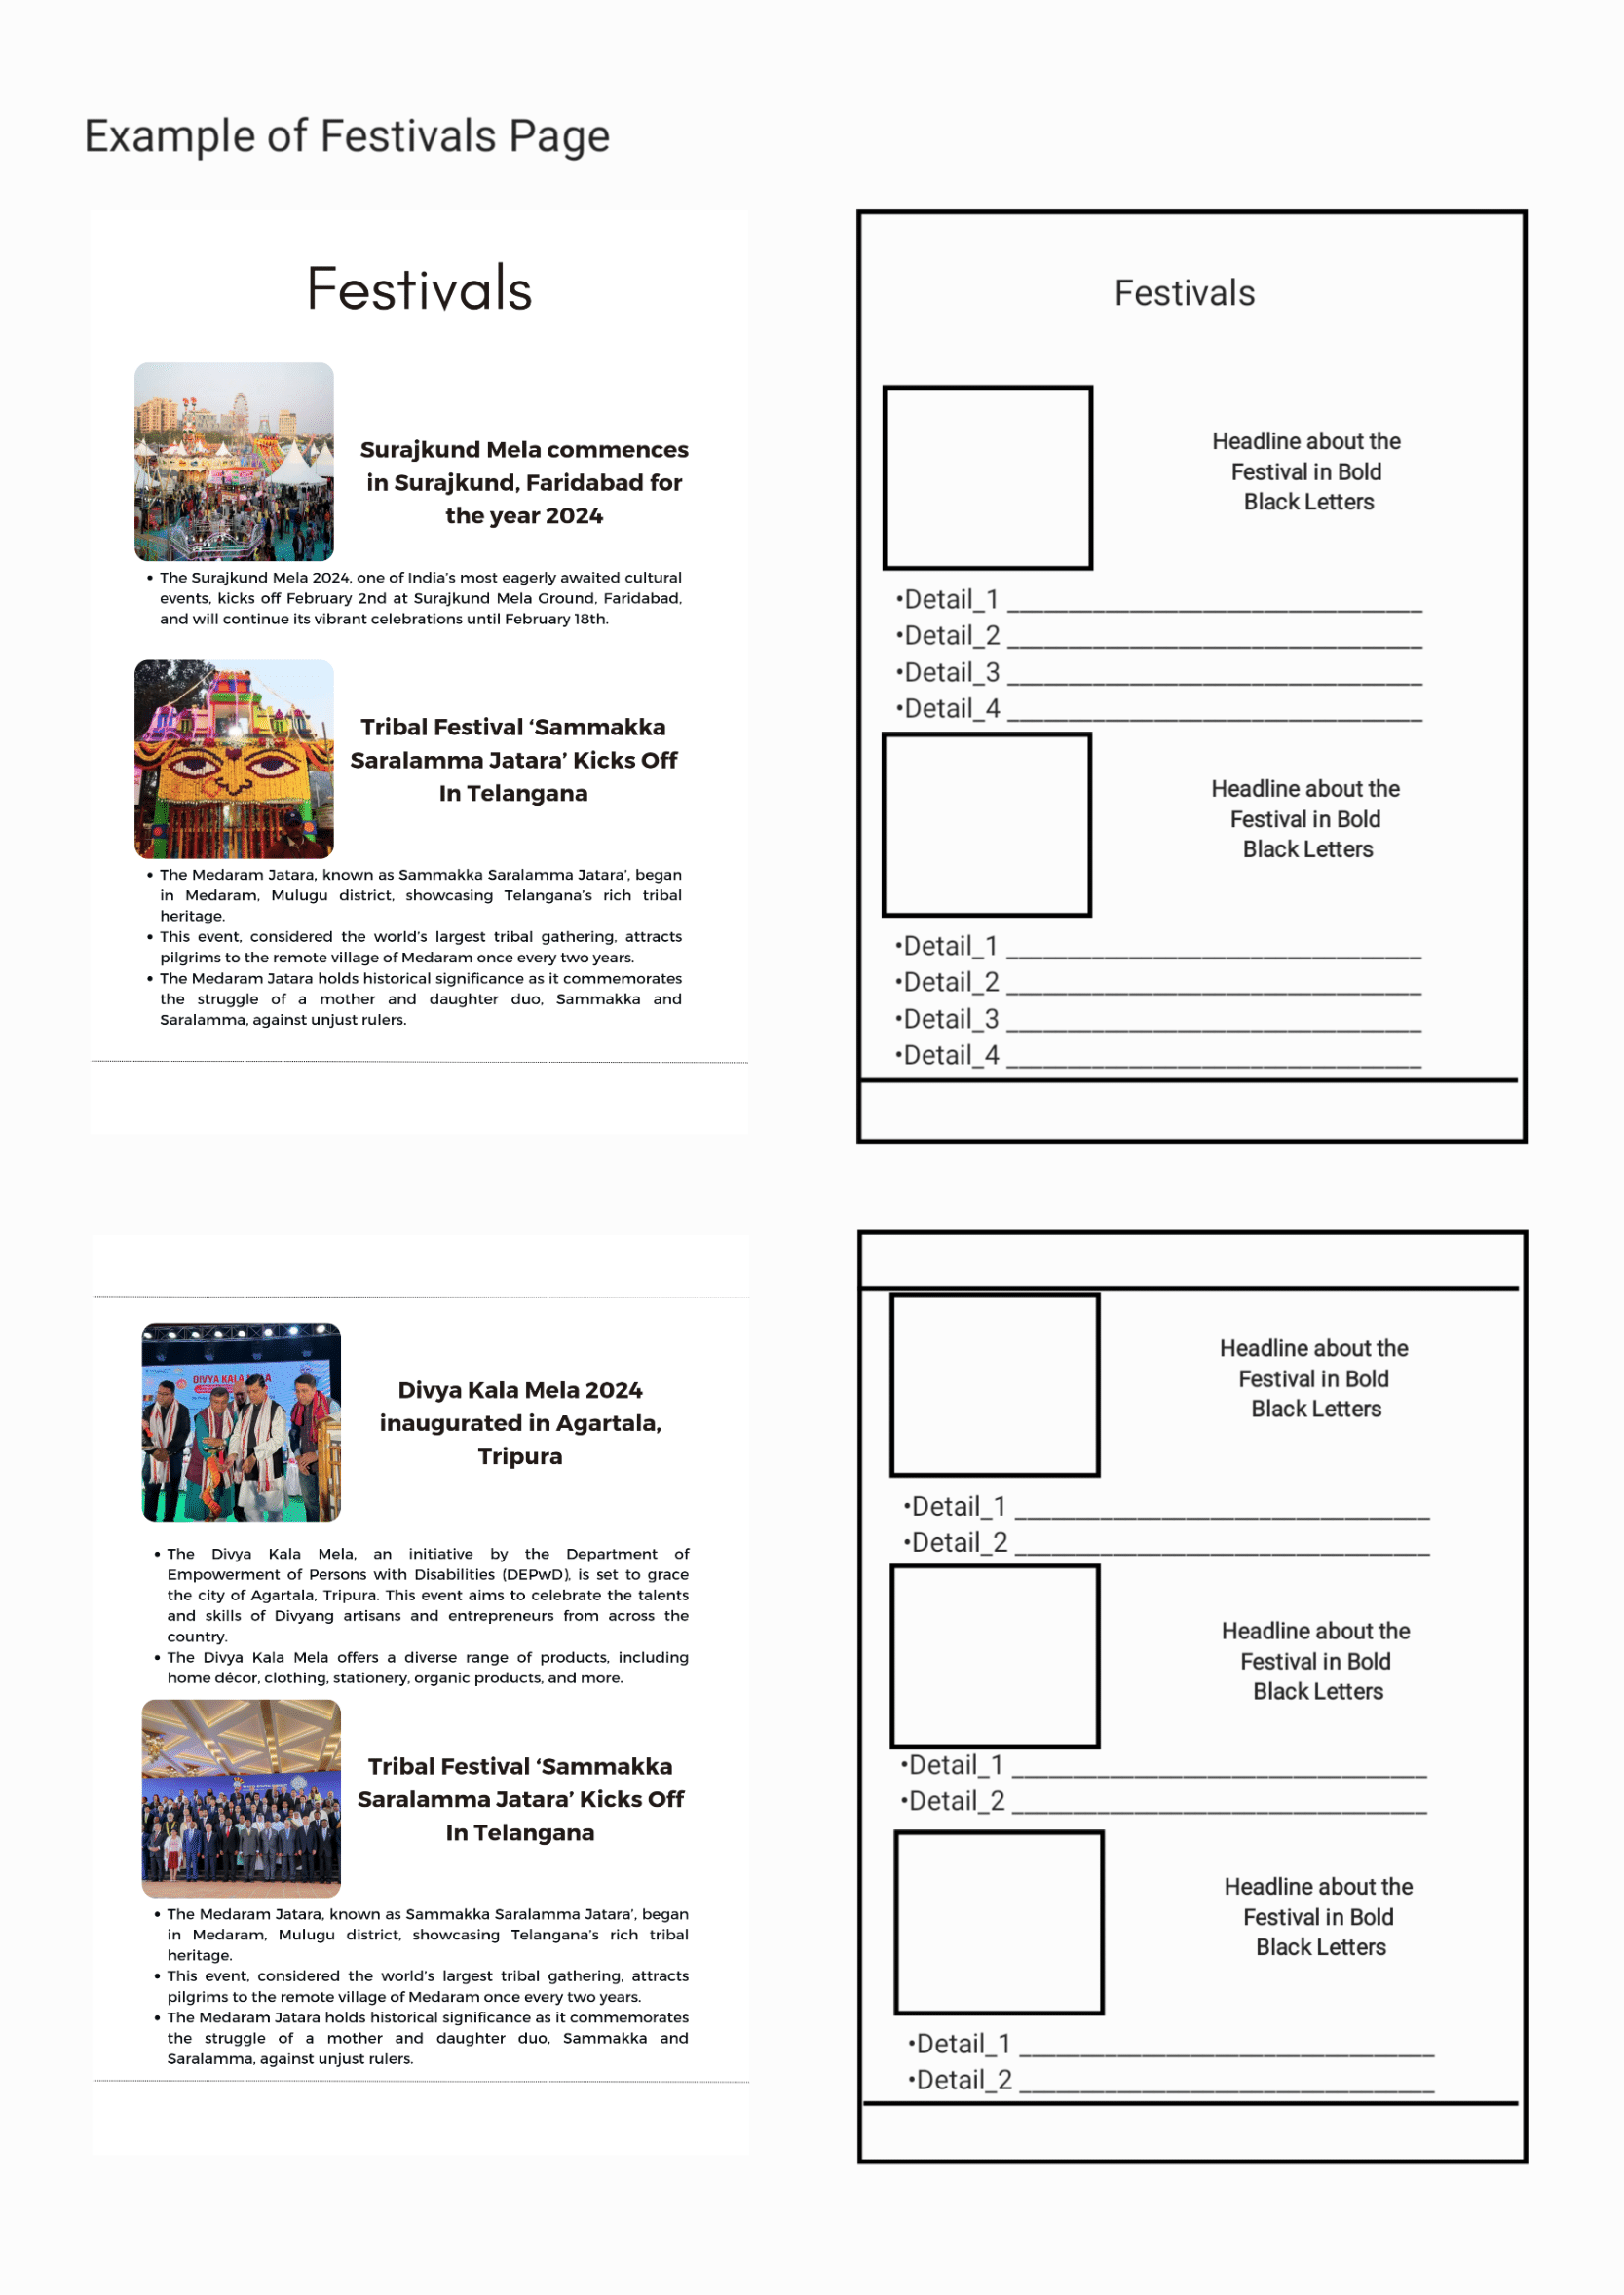 Example of Festivals Page
Festivals
Surajkund Mela commences
in Surajkund, Faridabad for
the year 2024
• The Surajkund Mela 2024, one of India's most eagerly awaited cultural
events, kicks off February 2nd at Surajkund Mela Ground, Faridabad,
and will continue its vibrant celebrations until February 18th.
Tribal Festival ‘Sammakka
Saralamma Jatara’ Kicks Off
In Telangana
• The Medaram Jatara, known as Sammakka Saralamma Jatara’, began
in Medaram, Mulugu district, showcasing Telangana's rich tribal
heritage.
• This event, considered the world's largest tribal gathering, attracts
pilgrims to the remote village of Medaram once every two years.
• The Medaram Jatara holds historical significance as it commemorates
the struggle of a mother and daughter duo, Sammakka and
Saralamma, against unjust rulers.
Festivals
Headline about the
Festival in Bold
Black Letters
•Detail_1 ______________________________
•Detail_2 ______________________________
•Detail_3 ______________________________
•Detail_4 ______________________________
Headline about the
Festival in Bold
Black Letters
•Detail_1 ______________________________
•Detail_2 ______________________________
•Detail_3 ______________________________
•Detail_4 ______________________________
DIVYA KALA MELA
Divya Kala Mela 2024
inaugurated in Agartala,
Tripura
• The Divya Kala Mela, an initiative by the Department of
Empowerment of Persons with Disabilities (DEPwD), is set to grace
the city of Agartala, Tripura. This event aims to celebrate the talents
and skills of Divyang artisans and entrepreneurs from across the
country.
• The Divya Kala Mela offers a diverse range of products, including
home décor, clothing, stationery, organic products, and more.
Tribal Festival ‘Sammakka
Saralamma Jatara’ Kicks Off
In Telangana
• The Medaram Jatara, known as Sammakka Saralamma Jatara’, began
in Medaram, Mulugu district, showcasing Telangana's rich tribal
heritage.
• This event, considered the world's largest tribal gathering, attracts
pilgrims to the remote village of Medaram once every two years.
• The Medaram Jatara holds historical significance as it commemorates
the struggle of a mother and daughter duo, Sammakka and
Saralamma, against unjust rulers.
Headline about the
Festival in Bold
Black Letters
•Detail_1 ______________________________
•Detail_2 ______________________________
Headline about the
Festival in Bold
Black Letters
•Detail_1 ______________________________
•Detail_2 ______________________________
Headline about the
Festival in Bold
Black Letters
•Detail_1 ______________________________
•Detail_2 ______________________________